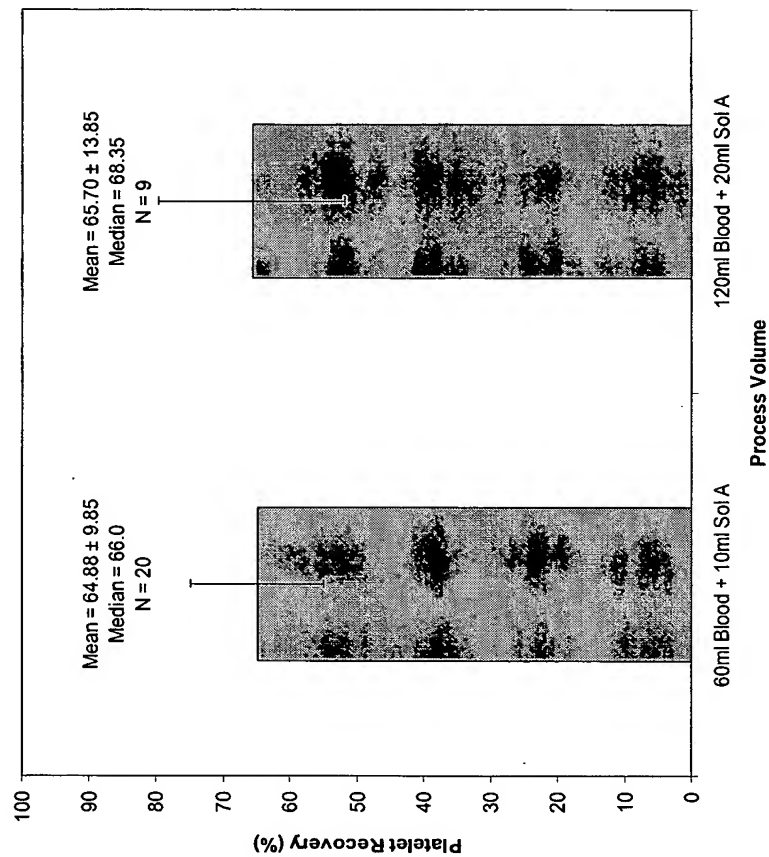 Mean = 64.88 ± 9.85
Median = 66.0
N = 20
Mean = 65.70 ± 13.85
Median = 68.35
N = 9
100
90
80
70
60
50
40
30
20
10
0
Platelet Recovery (%)
60ml Blood + 10ml Sol A
120ml Blood + 20ml Sol A
Process Volume